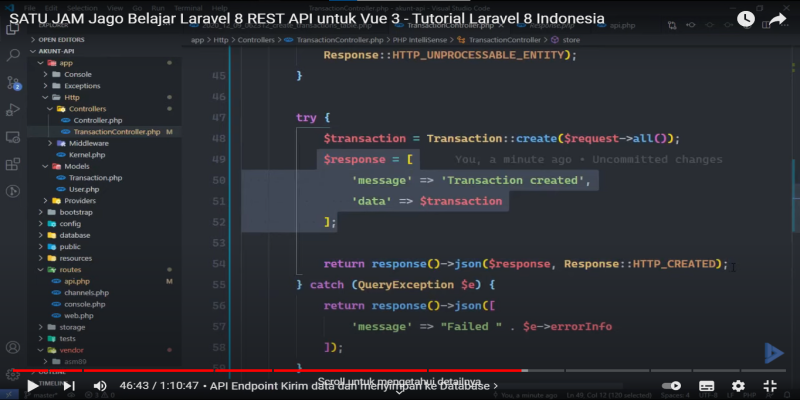 SATU JAM Jago Belajar Laravel 8 REST API untuk Vue 3 - Tutorial Laravel 8 Indonesia
EXPLORER
OPEN EDITORS
AKUNT-API
app
Console
Exceptions
Http
Controllers
Controller.php
TransactionController.php M
Middleware
Kernel.php
Models
Transaction.php
User.php
Providers
bootstrap
config
database
public
resources
routes
api.php M
channels.php
console.php
web.php
storage
tests
vendor
OUTLINE
TIMELINE
app > Http > Controllers > TransactionController.php > PHP IntelliSense > TransactionController > store
Response::HTTP_UNPROCESSABLE_ENTITY);
45 }
46
47 try {
48 $transaction = Transaction::create($request->all());
49 $response = [ You, a minute ago • Uncommitted changes
50 'message' => 'Transaction created',
51 'data' => $transaction
52 ];
53
54 return response()->json($response, Response::HTTP_CREATED);
55 } catch (QueryException $e) {
56 return response()->json([
57 'message' => "Failed " . $e->errorInfo
58 ]);
Scroll untuk mengetahui detailnya
46:43 / 1:10:47 • API Endpoint Kirim data dan menyimpan ke Database >